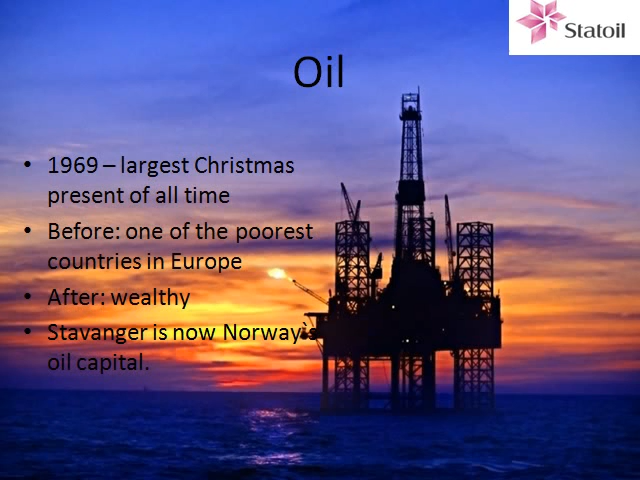 Statoil
Oil
• 1969 – largest Christmas
present of all time
• Before: one of the poorest
countries in Europe
• After: wealthy
• Stavanger is now Norway`s
oil capital.